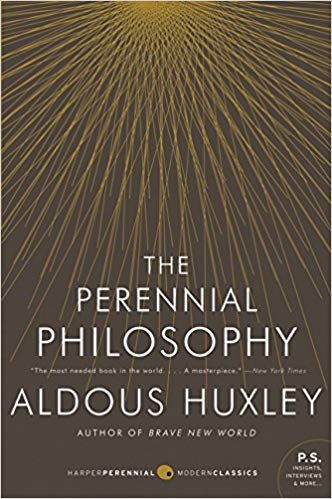 THE
PERENNIAL
PHILOSOPHY
"The most needed book in the world. . . . A masterpiece." —New York Times
ALDOUS HUXLEY
AUTHOR OF BRAVE NEW WORLD
P.S.
INSIGHTS,
INTERVIEWS
& MORE...
HARPERPERENNIAL MODERNCLASSICS